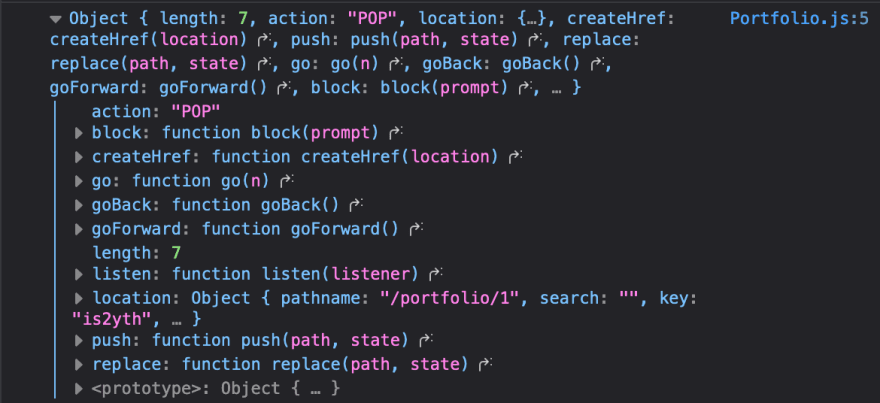 Object { length: 7, action: "POP", location: {…}, createHref: Portfolio.js:5
createHref(location), push: push(path, state), replace:
replace(path, state), go: go(n), goBack: goBack(),
goForward: goForward(), block: block(prompt), … }
action: "POP"
block: function block(prompt)
createHref: function createHref(location)
go: function go(n)
goBack: function goBack()
goForward: function goForward()
length: 7
listen: function listen(listener)
location: Object { pathname: "/portfolio/1", search: "", key:
"is2yth", … }
push: function push(path, state)
replace: function replace(path, state)
<prototype>: Object { … }